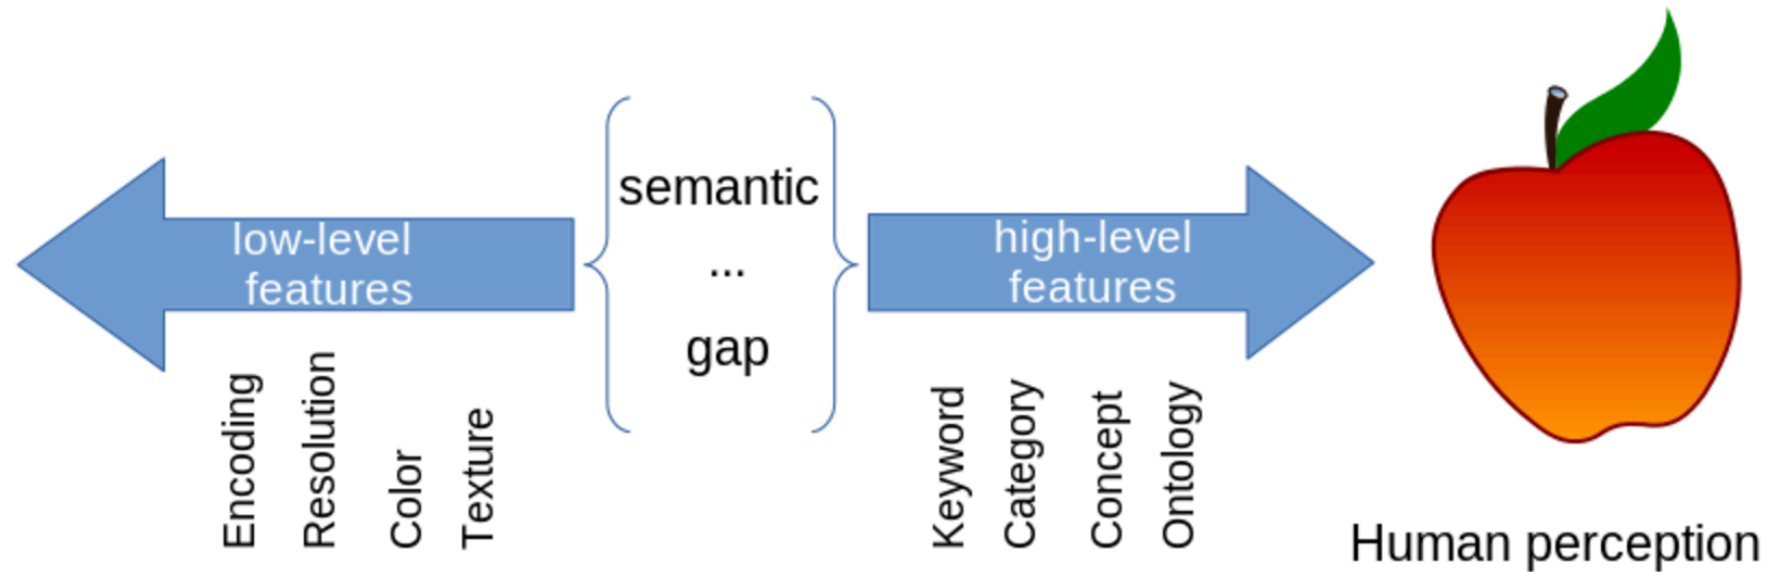 low-level
features
Encoding
Resolution
Color
Texture
semantic
...
gap
high-level
features
Keyword
Category
Concept
Ontology
Human perception